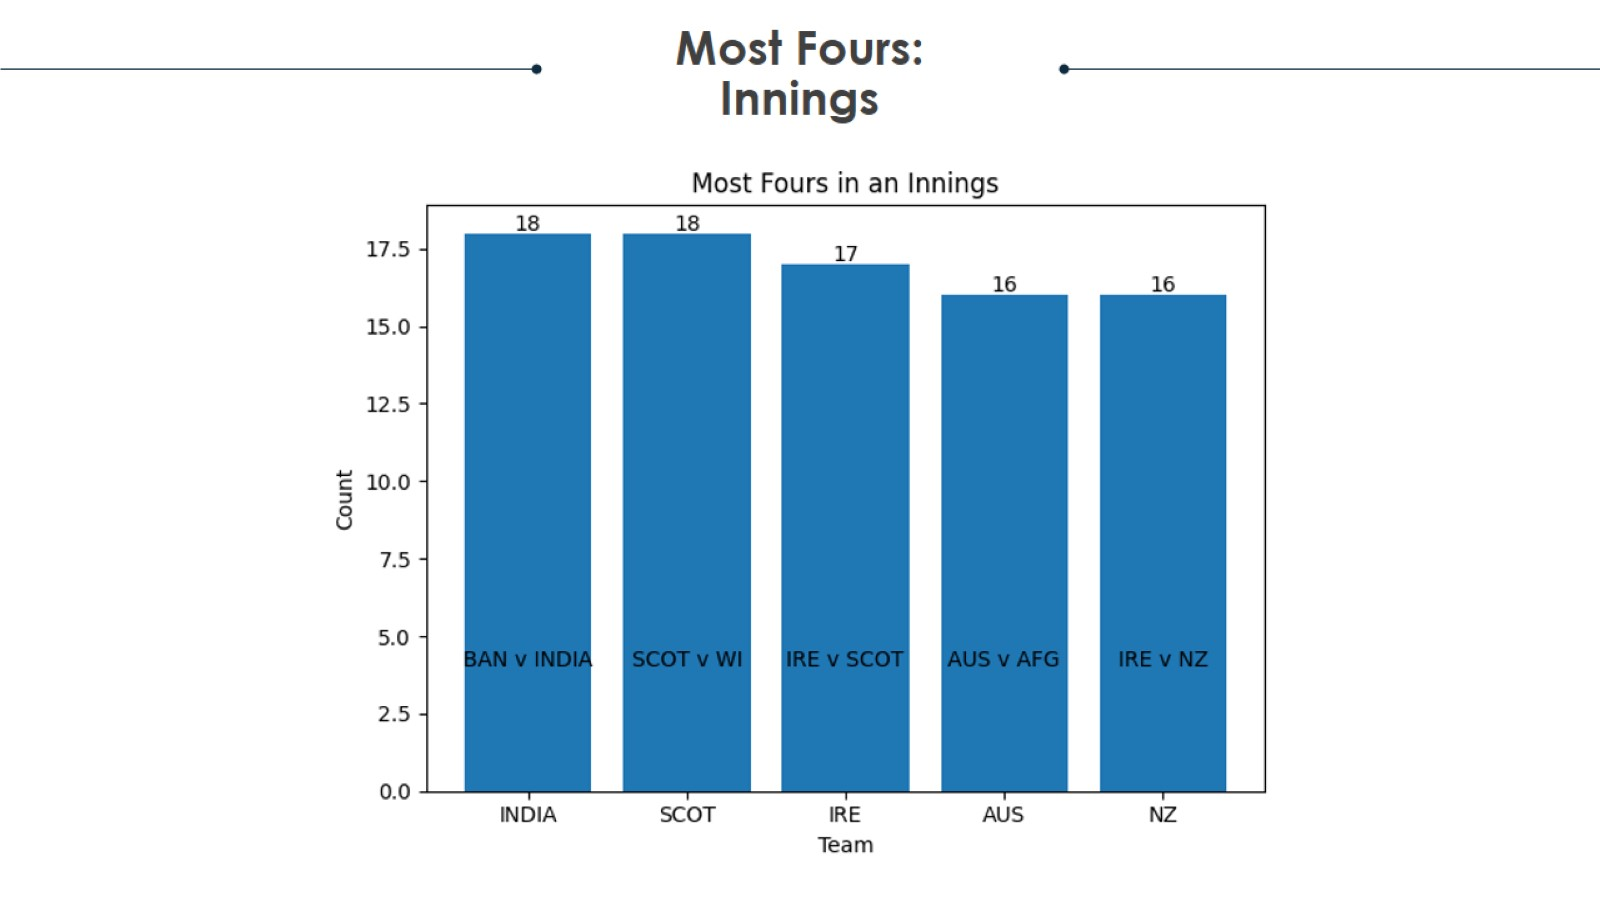 Most Fours:
Innings
Most Fours in an Innings
18 18 17 16 16
17.5
15.0
12.5
10.0
7.5
5.0
2.5
0.0
Count
BAN v INDIA SCOT v WI IRE v SCOT AUS v AFG IRE v NZ
INDIA SCOT IRE AUS NZ
Team